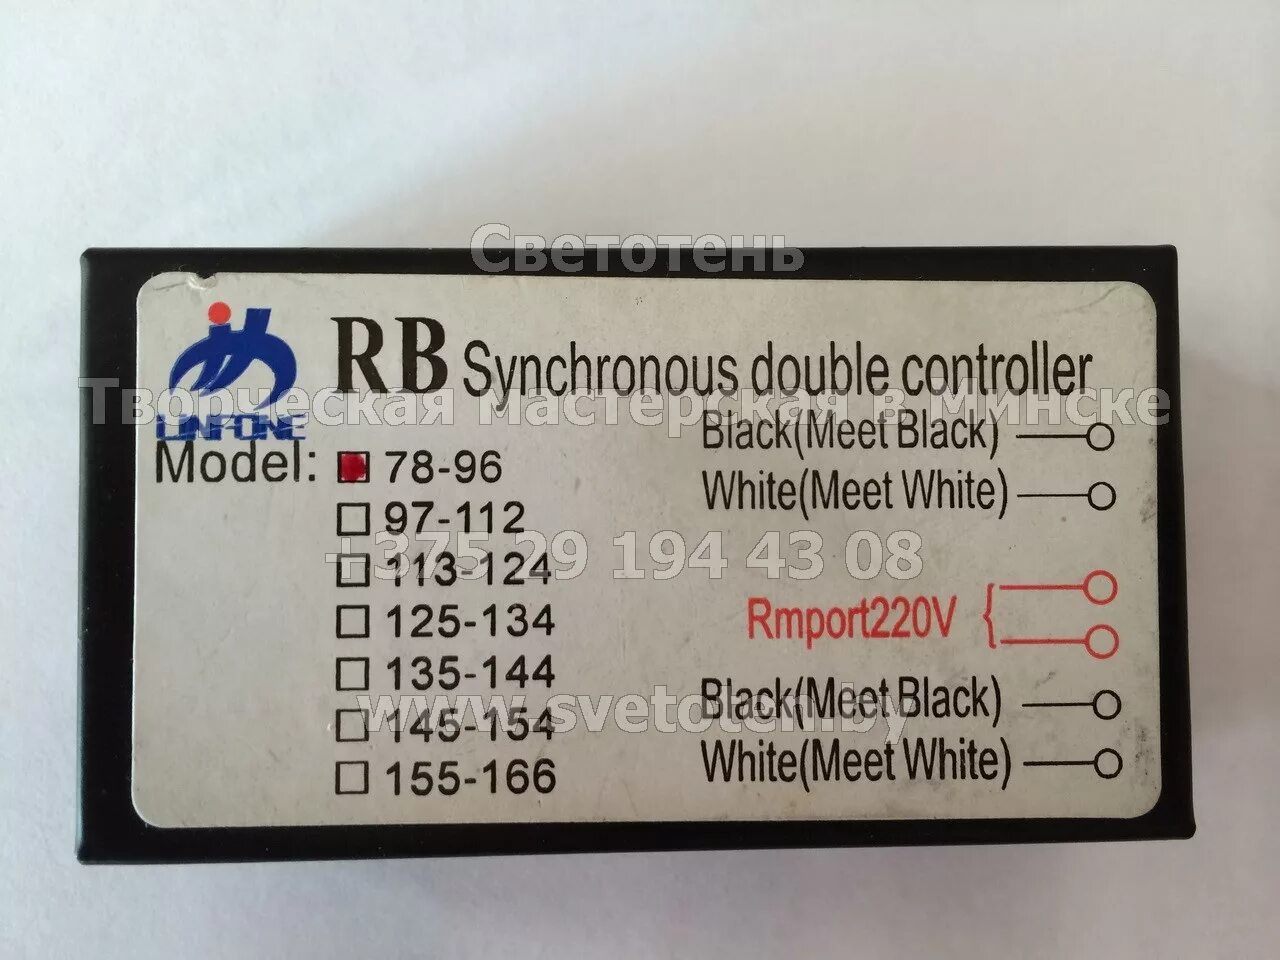 Светотень
RB Synchronous double controller
Творческая Мастерская в Минске
LINFONE
Black(Meet Black)
Model: 78-96
White(Meet White)
97-112
+375 29 194 43 08
113-124
Rmport220V
125-134
135-144
Black(Meet Black)
www.svetoten.by
145-154
White(Meet White)
155-166